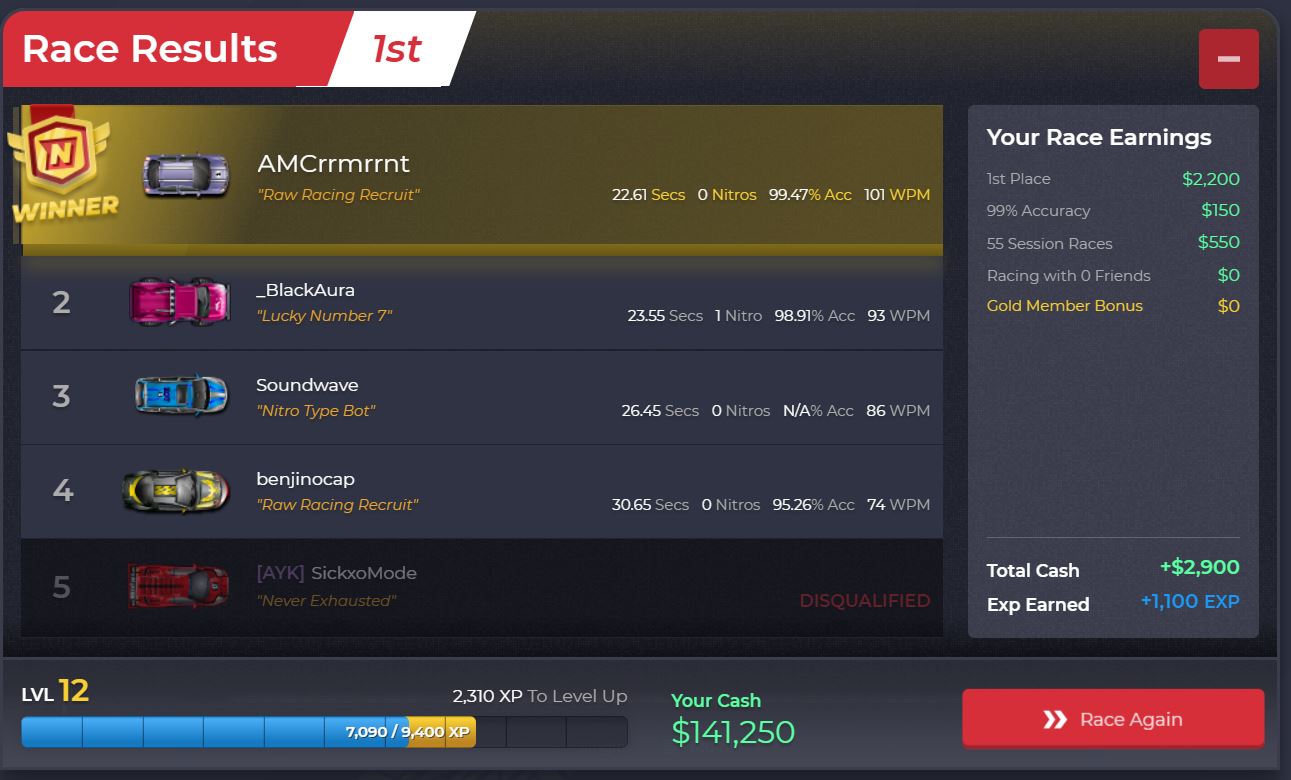 Race Results 1st
N
WINNER
AMCrrmrrnt
"Raw Racing Recruit" 22.61 Secs 0 Nitros 99.47% Acc 101 WPM
2 _BlackAura
"Lucky Number 7" 23.55 Secs 1 Nitro 98.91% Acc 93 WPM
3 Soundwave
"Nitro Type Bot" 26.45 Secs 0 Nitros N/A% Acc 86 WPM
4 benjinocap
"Raw Racing Recruit" 30.65 Secs 0 Nitros 95.26% Acc 74 WPM
5 [AYK] SickxoMode
"Never Exhausted" DISQUALIFIED
Your Race Earnings
1st Place $2,200
99% Accuracy $150
55 Session Races $550
Racing with 0 Friends $0
Gold Member Bonus $0
Total Cash +$2,900
Exp Earned +1,100 EXP
LVL 12 2,310 XP To Level Up
7,090 / 9,400 XP
Your Cash
$141,250
Race Again